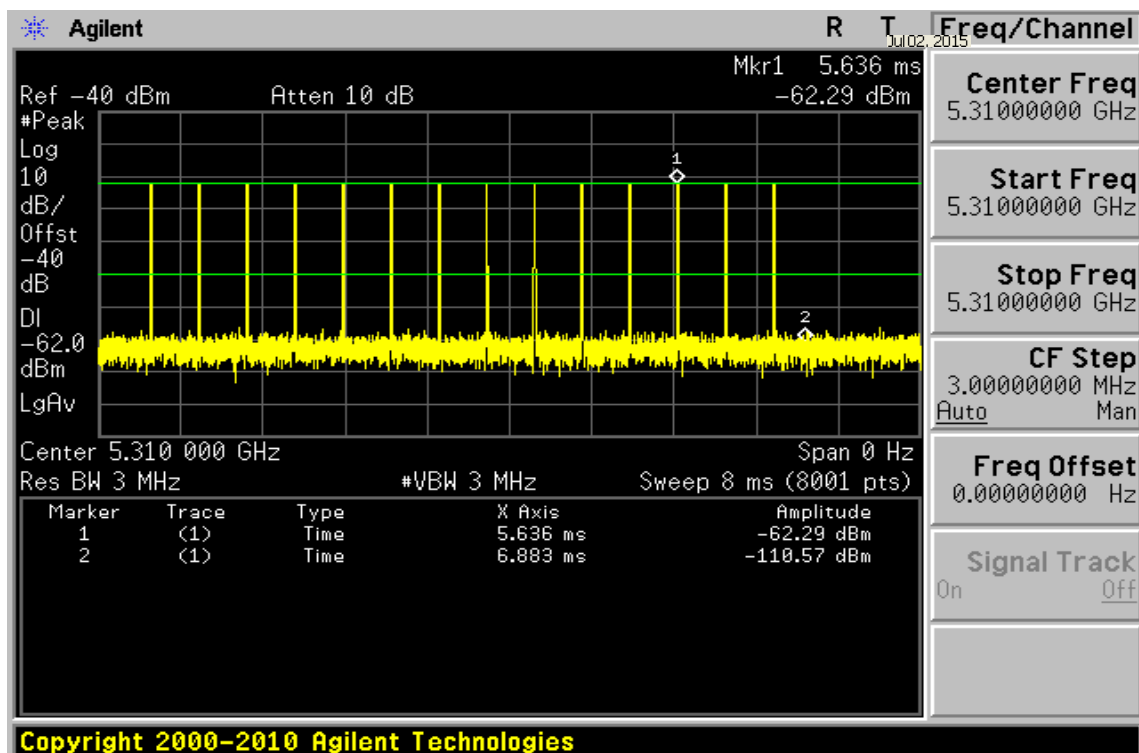 Agilent R T Freq/Channel
Jul 02, 2015
Mkr1 5.636 ms
Ref -40 dBm Atten 10 dB -62.29 dBm
#Peak
Log
10
dB/
Offst
-40
dB
DI
-62.0
dBm
LgAv
1
2
Center 5.310 000 GHz Span 0 Hz
Res BW 3 MHz #VBW 3 MHz Sweep 8 ms (8001 pts)
Marker Trace Type X Axis Amplitude
1 (1) Time 5.636 ms -62.29 dBm
2 (1) Time 6.883 ms -110.57 dBm
Center Freq
5.31000000 GHz
Start Freq
5.31000000 GHz
Stop Freq
5.31000000 GHz
CF Step
3.00000000 MHz
Auto Man
Freq Offset
0.00000000 Hz
Signal Track
On Off
Copyright 2000-2010 Agilent Technologies